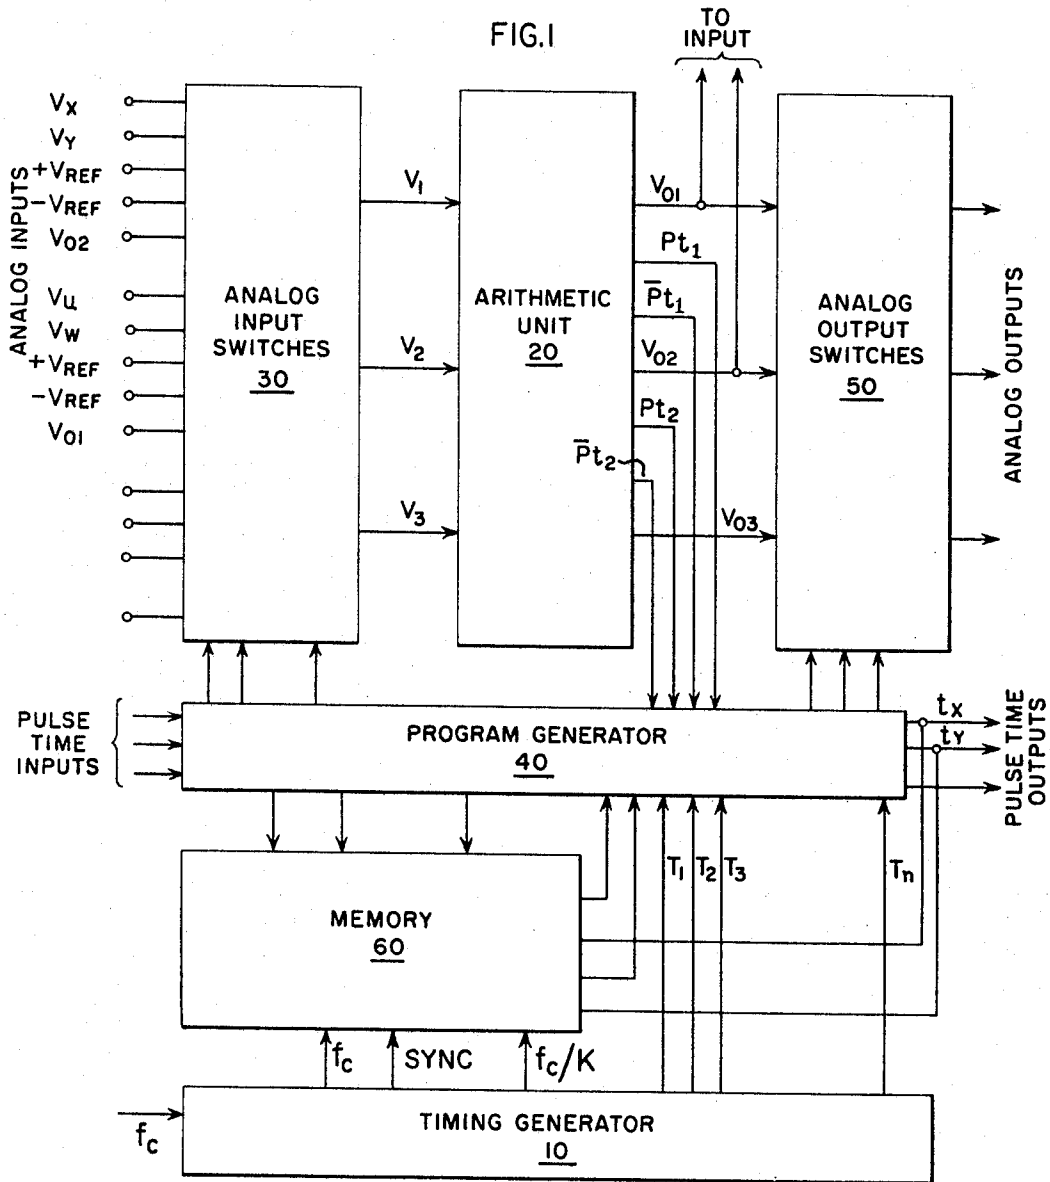 FIG.1
TO
INPUT
ANALOG INPUTS
VX
VY
+VREF
-VREF
VO2
VU
VW
+VREF
-VREF
VO1
ANALOG
INPUT
SWITCHES
30
V1
V2
V3
ARITHMETIC
UNIT
20
VO1
Pt1
P̅t1
VO2
Pt2
P̅t2
VO3
ANALOG
OUTPUT
SWITCHES
50
ANALOG OUTPUTS
PULSE
TIME
INPUTS
PROGRAM GENERATOR
40
tX
tY
PULSE TIME
OUTPUTS
MEMORY
60
T1 T2 T3 Tn
fc SYNC fc/K
fc
TIMING GENERATOR
10